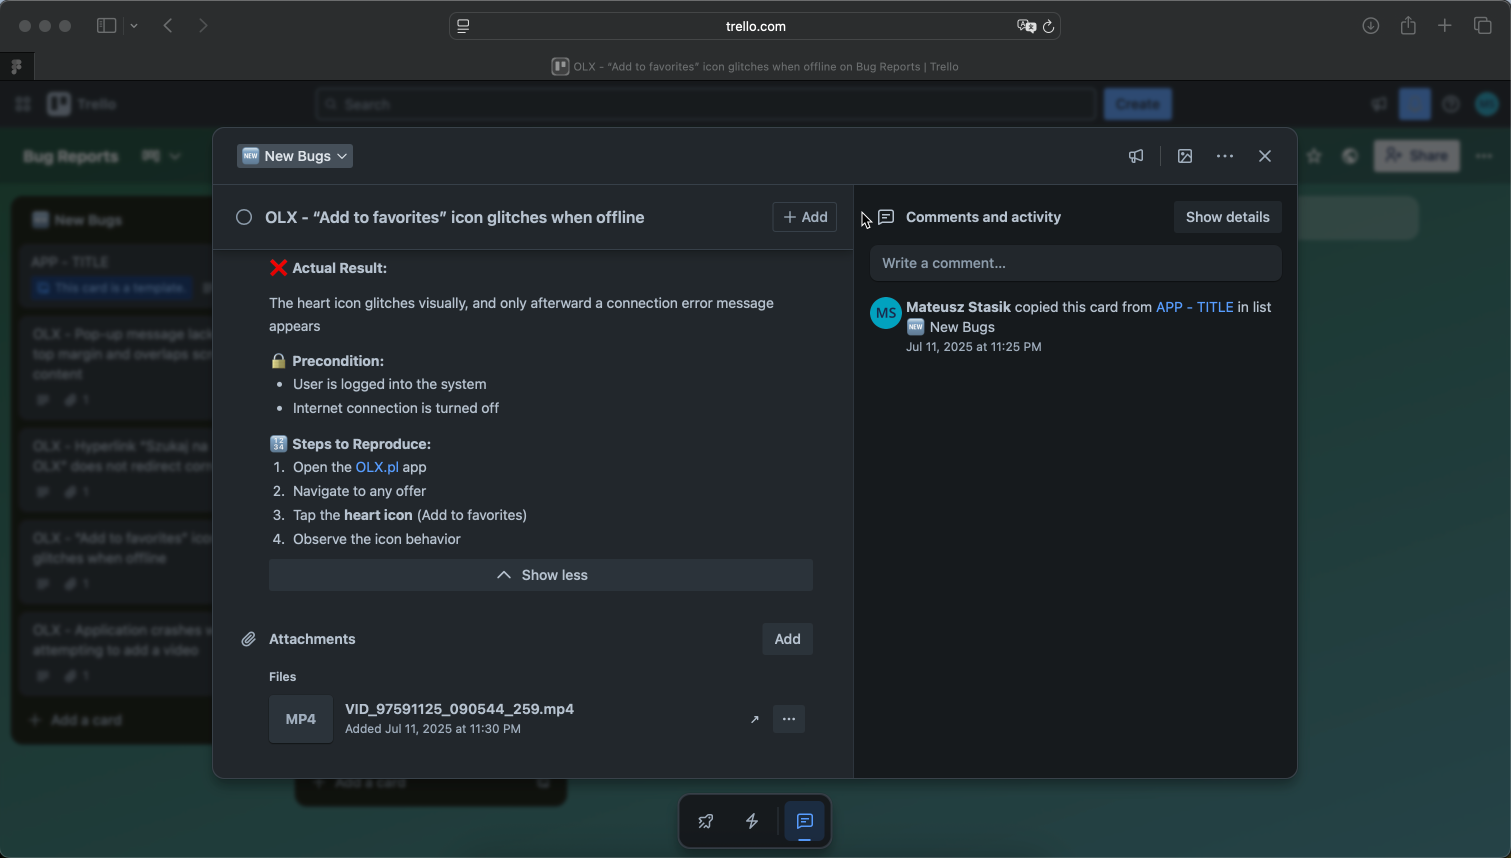 trello.com
OLX - “Add to favorites” icon glitches when offline on Bug Reports | Trello
Trello
Search
Create
Bug Reports
Share
New Bugs
APP - TITLE
This card is a template.
OLX - Pop-up message lack
top margin and overlaps scr
content
1
OLX - Hyperlink "Szukaj na
OLX" does not redirect corr
1
OLX - "Add to favorites" ico
glitches when offline
1
OLX - Application crashes w
attempting to add a video
1
+ Add a card
+ Add a card
NEW New Bugs
OLX - “Add to favorites” icon glitches when offline
+ Add
Actual Result:
The heart icon glitches visually, and only afterward a connection error message
appears
Precondition:
• User is logged into the system
• Internet connection is turned off
Steps to Reproduce:
1. Open the OLX.pl app
2. Navigate to any offer
3. Tap the heart icon (Add to favorites)
4. Observe the icon behavior
Show less
Attachments
Add
Files
MP4
VID_97591125_090544_259.mp4
Added Jul 11, 2025 at 11:30 PM
Comments and activity
Show details
Write a comment...
MS
Mateusz Stasik copied this card from APP - TITLE in list
NEW New Bugs
Jul 11, 2025 at 11:25 PM